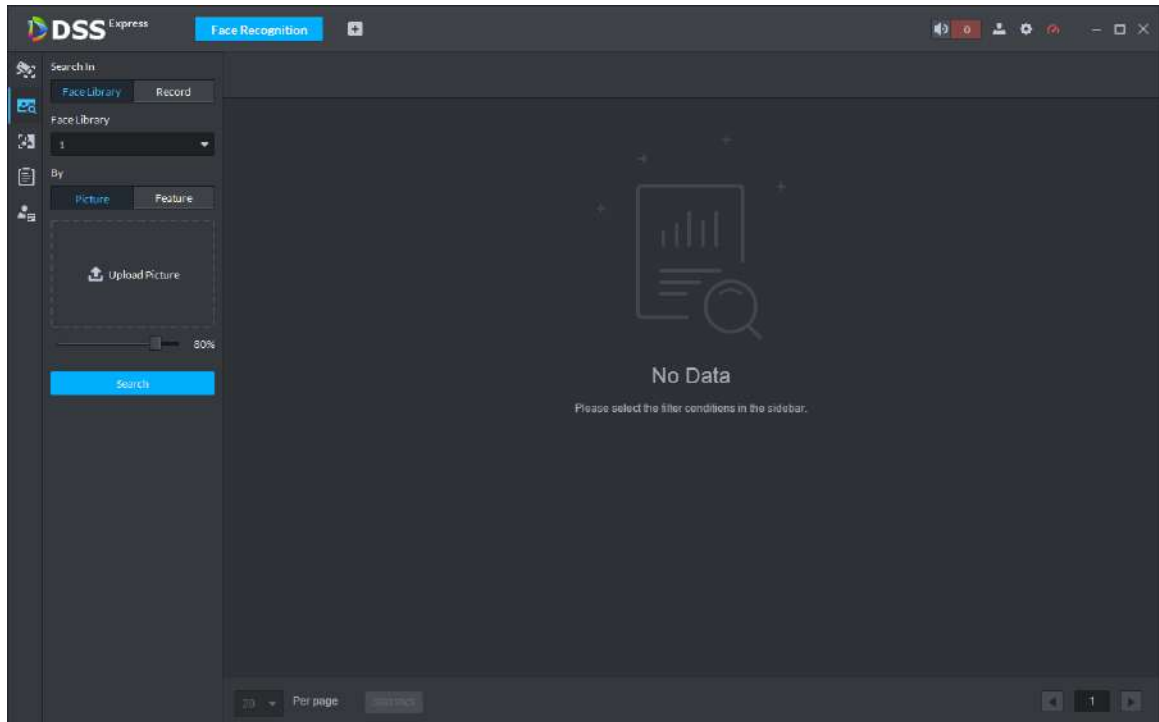 DSS Express
Face Recognition
0
Search In
Face Library Record
Face Library
1
By
Picture Feature
Upload Picture
80%
Search
No Data
Please select the filter conditions in the sidebar.
20 Per page
1